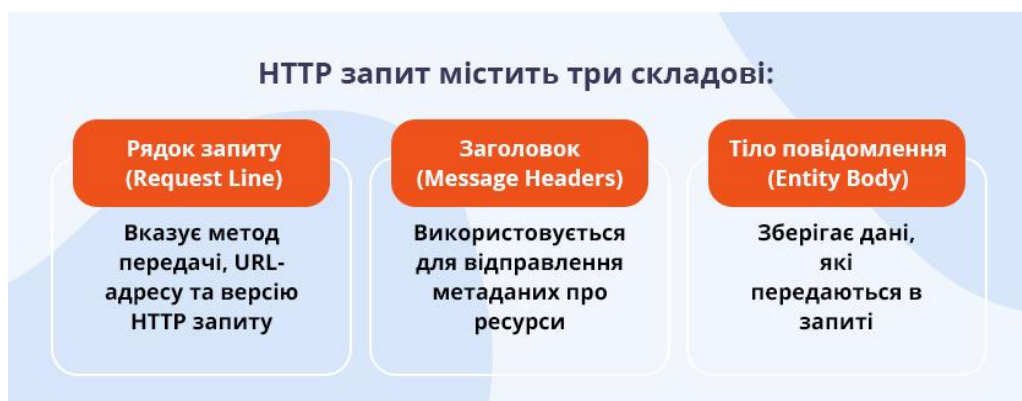 HTTP запит містить три складові:
Рядок запиту
(Request Line)
Вказує метод
передачі, URL-
адресу та версію
HTTP запиту
Заголовок
(Message Headers)
Використовується
для відправлення
метаданих про
ресурси
Тіло повідомлення
(Entity Body)
Зберігає дані,
які
передаються в
запиті